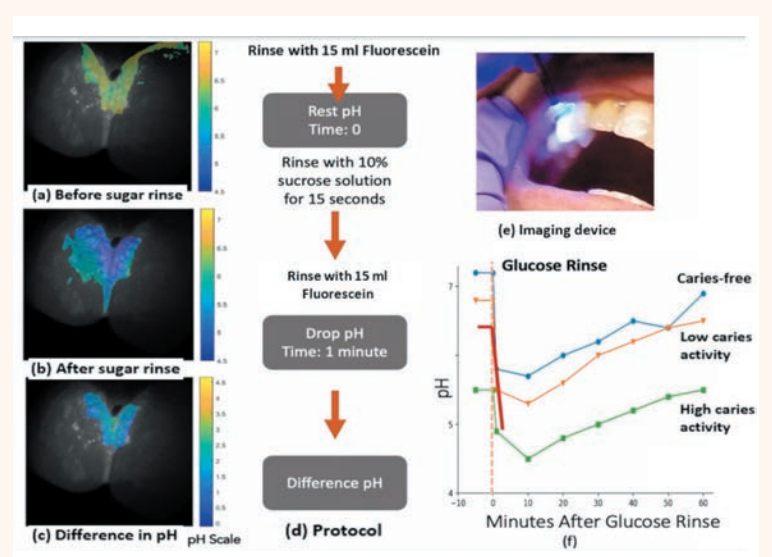 7
6.5
6
5.5
5
4.5
(a) Before sugar rinse
7
6.5
6
5.5
5
4.5
(b) After sugar rinse
4.5
4
3.5
3
2.5
2
1.5
1
0.5
0
(c) Difference in pH
pH Scale
Rinse with 15 ml Fluorescein
Rest pH
Time: 0
Rinse with 10%
sucrose solution
for 15 seconds
Rinse with 15 ml
Fluorescein
Drop pH
Time: 1 minute
Difference pH
(d) Protocol
(e) Imaging device
Glucose Rinse
Caries-free
Low caries
activity
High caries
activity
pH
7
5
4
-10
0
10
20
30
40
50
60
Minutes After Glucose Rinse
(f)